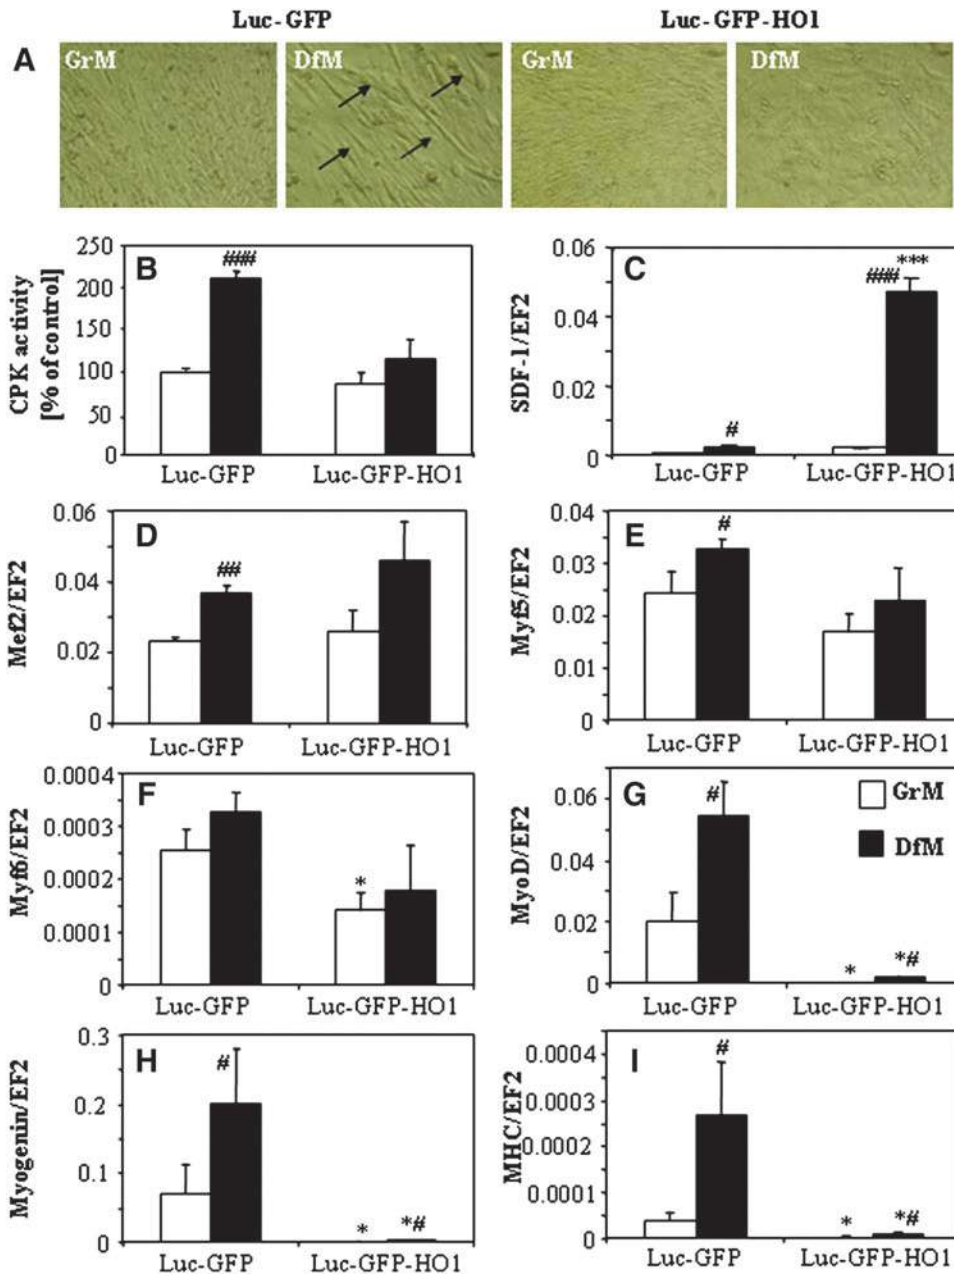 Luc-GFP Luc-GFP-HO1
A GrM DfM GrM DfM
B
CPK activity
[% of control]
250
200
150
100
50
0
###
Luc-GFP Luc-GFP-HO1
C
SDF-1/EF2
0.06
0.04
0.02
0
#
###
***
Luc-GFP Luc-GFP-HO1
D
Mef2/EF2
0.06
0.04
0.02
0
##
Luc-GFP Luc-GFP-HO1
E
Myf5/EF2
0.04
0.03
0.02
0.01
0
#
Luc-GFP Luc-GFP-HO1
F
Myf6/EF2
0.0004
0.0003
0.0002
0.0001
0
*
Luc-GFP Luc-GFP-HO1
G
MyoD/EF2
0.06
0.04
0.02
0
#
* *#
GrM
DfM
Luc-GFP Luc-GFP-HO1
H
Myogenin/EF2
0.3
0.2
0.1
0
#
* *#
Luc-GFP Luc-GFP-HO1
I
MHC/EF2
0.0004
0.0003
0.0002
0.0001
0
#
* *#
Luc-GFP Luc-GFP-HO1